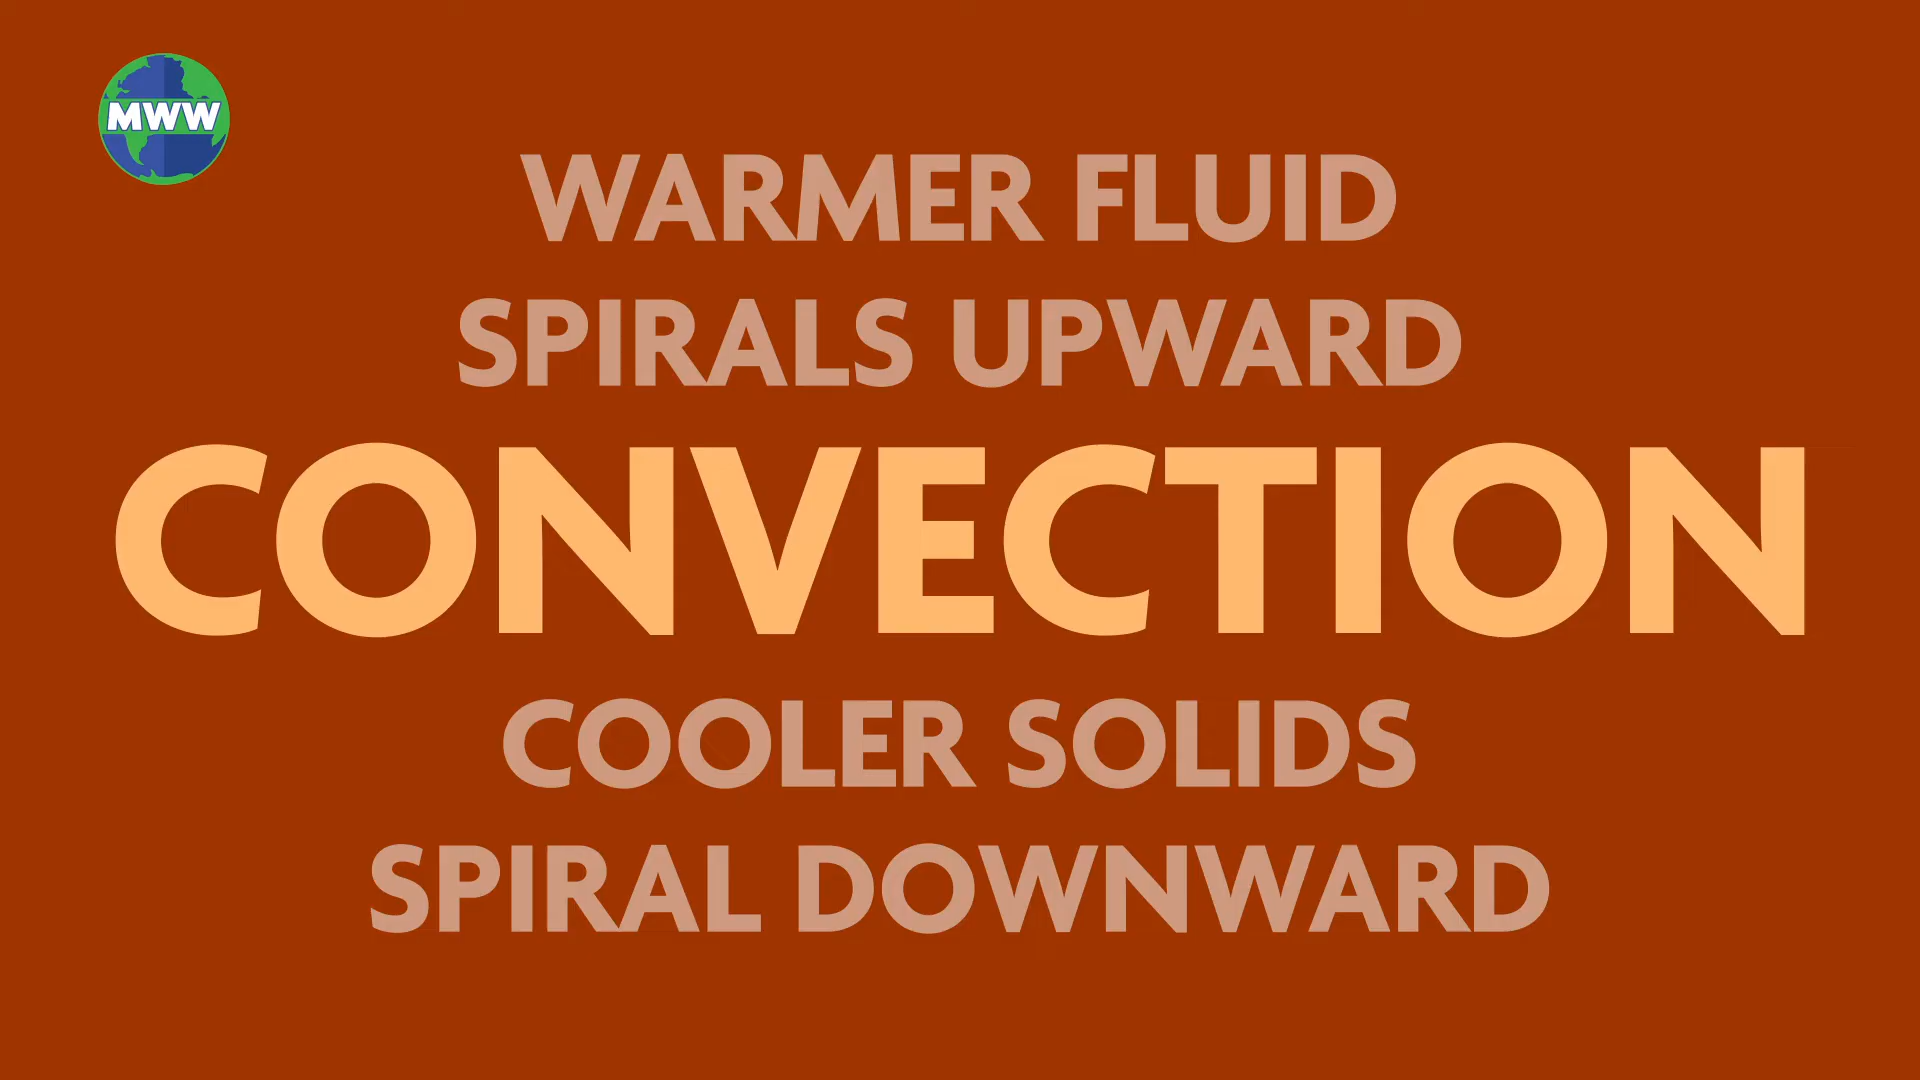 MWW
WARMER FLUID
SPIRALS UPWARD
CONVECTION
COOLER SOLIDS
SPIRAL DOWNWARD